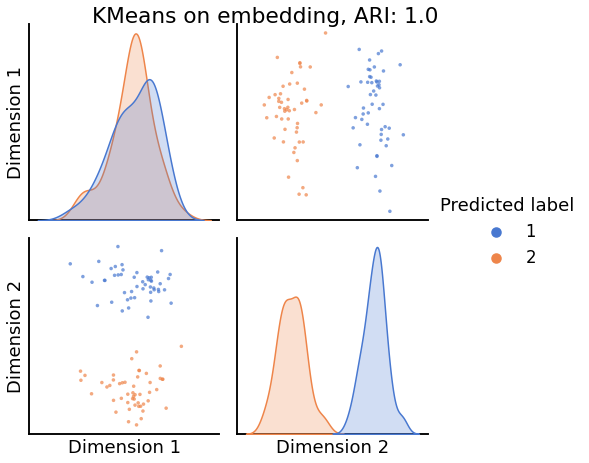 KMeans on embedding, ARI: 1.0
Dimension 1
Predicted label
1
2
Dimension 2
Dimension 1
Dimension 2